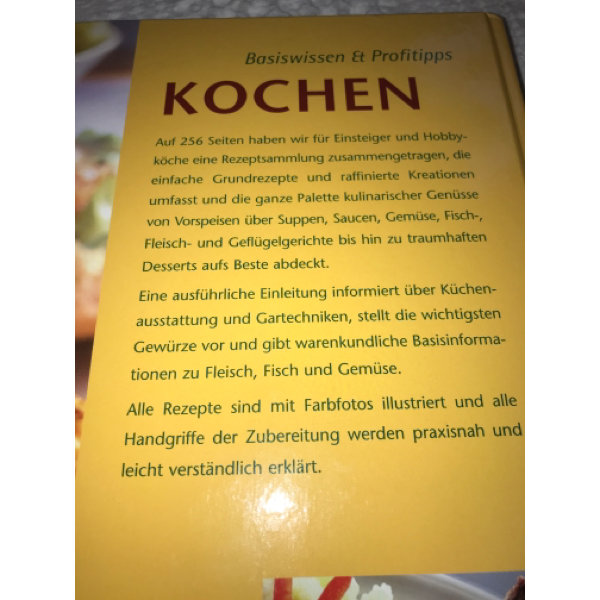 Basiswissen & Profitipps
KOCHEN
Auf 256 Seiten haben wir für Einsteiger und Hobby-
köche eine Rezeptsammlung zusammengetragen, die
einfache Grundrezepte und raffinierte Kreationen
umfasst und die ganze Palette kulinarischer Genüsse
von Vorspeisen über Suppen, Saucen, Gemüse, Fisch-,
Fleisch- und Geflügelgerichte bis hin zu traumhaften
Desserts aufs Beste abdeckt.
Eine ausführliche Einleitung informiert über Küchen-
ausstattung und Gartechniken, stellt die wichtigsten
Gewürze vor und gibt warenkundliche Basisinforma-
tionen zu Fleisch, Fisch und Gemüse.
Alle Rezepte sind mit Farbfotos illustriert und alle
Handgriffe der Zubereitung werden praxisnah und
leicht verständlich erklärt.